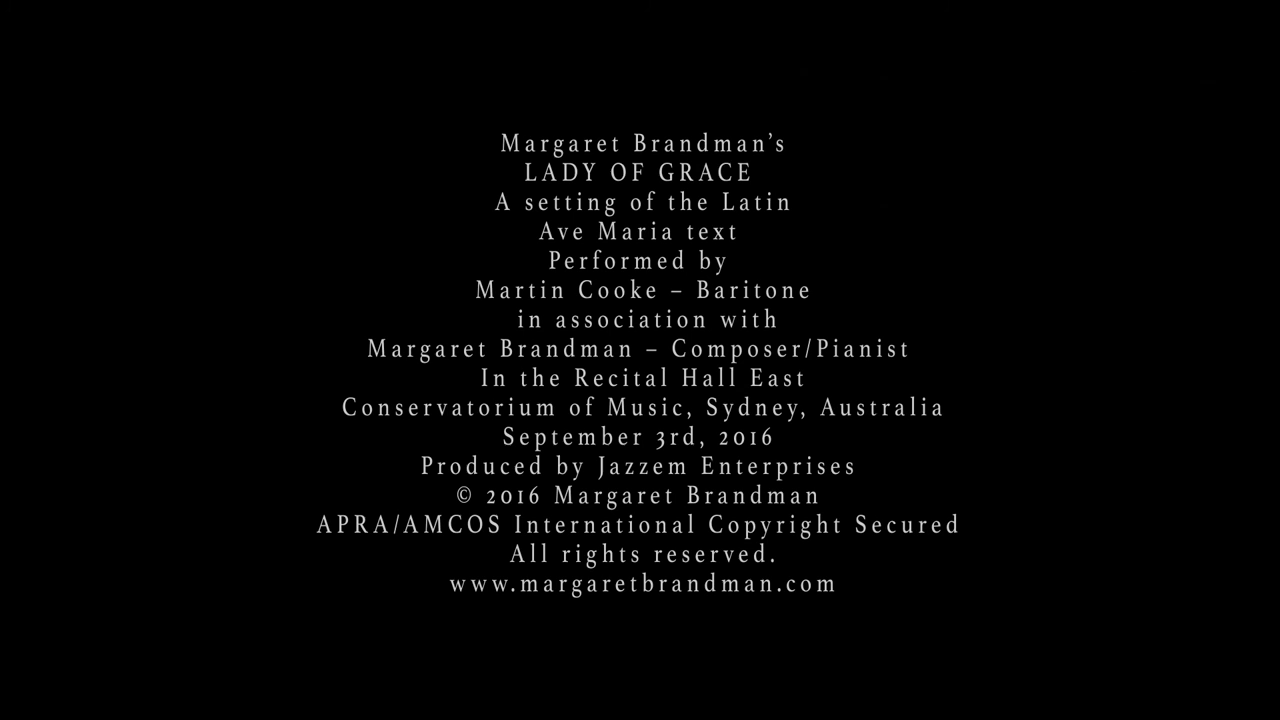 Margaret Brandman’s
LADY OF GRACE
A setting of the Latin
Ave Maria text
Performed by
Martin Cooke – Baritone
in association with
Margaret Brandman – Composer/Pianist
In the Recital Hall East
Conservatorium of Music, Sydney, Australia
September 3rd, 2016
Produced by Jazzem Enterprises
© 2016 Margaret Brandman
APRA/AMCOS International Copyright Secured
All rights reserved.
www.margaretbrandman.com